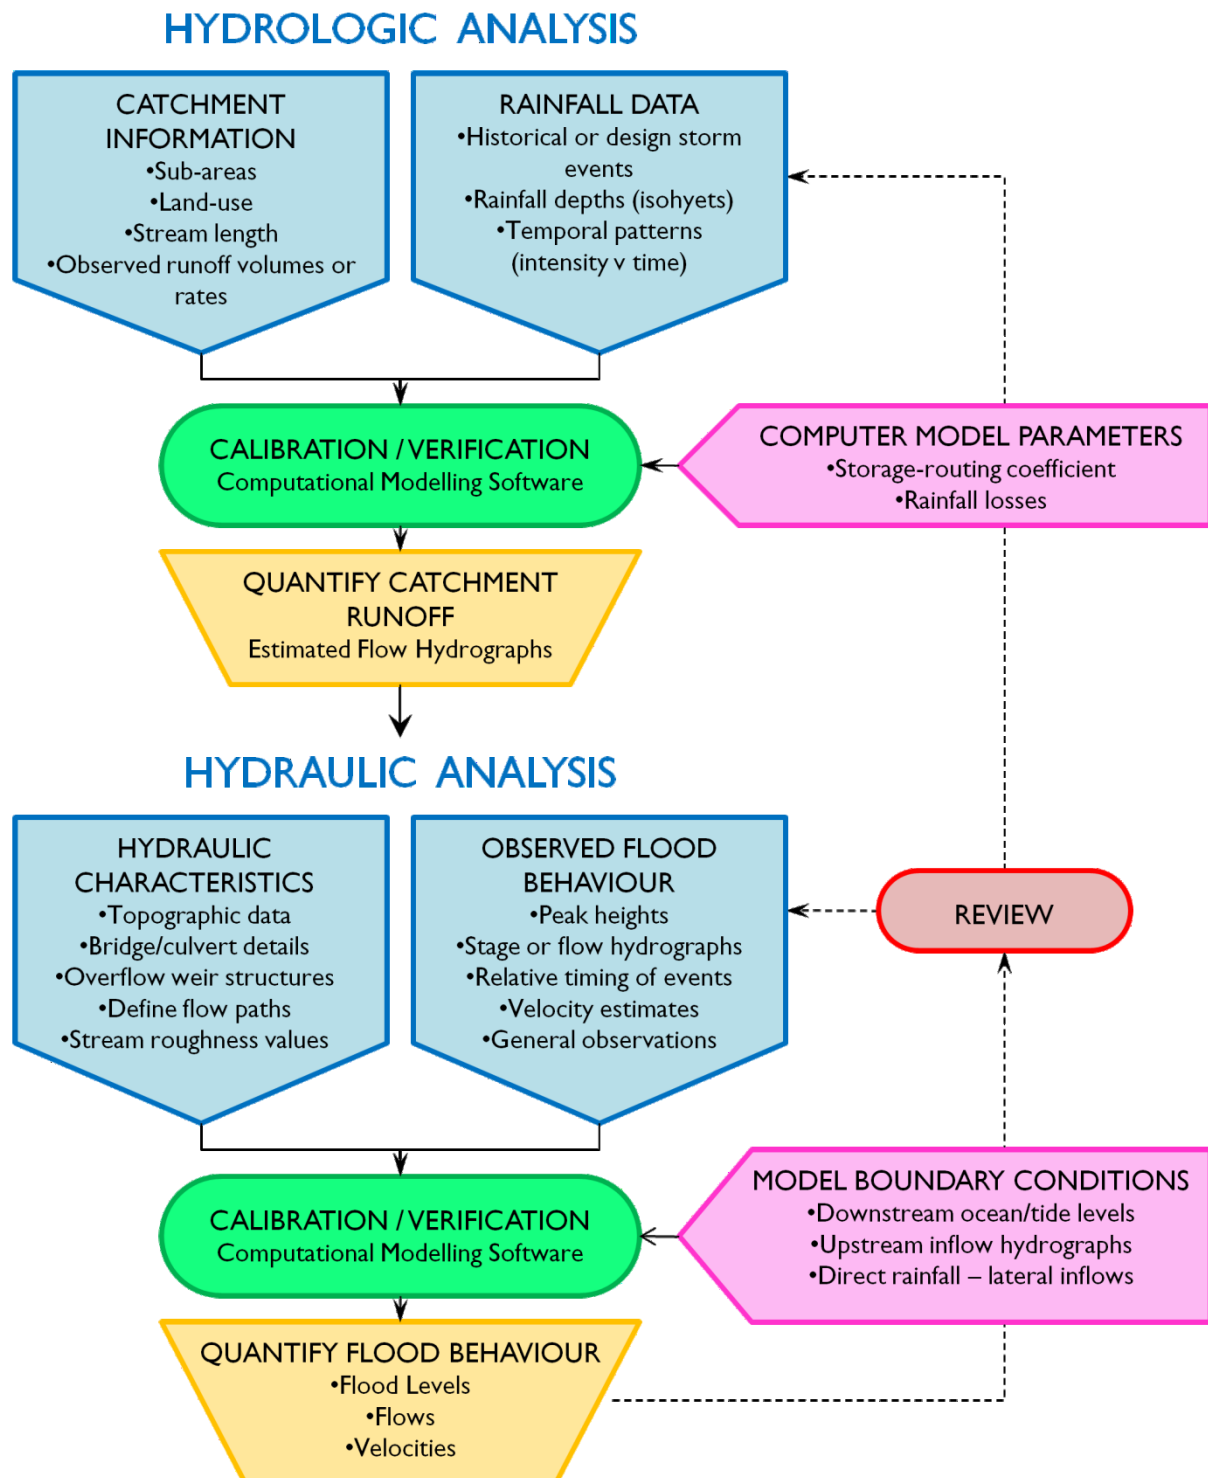 HYDROLOGIC ANALYSIS
CATCHMENT
INFORMATION
•Sub-areas
•Land-use
•Stream length
•Observed runoff volumes or
rates
RAINFALL DATA
•Historical or design storm
events
•Rainfall depths (isohyets)
•Temporal patterns
(intensity v time)
CALIBRATION / VERIFICATION
Computational Modelling Software
COMPUTER MODEL PARAMETERS
•Storage-routing coefficient
•Rainfall losses
QUANTIFY CATCHMENT
RUNOFF
Estimated Flow Hydrographs
HYDRAULIC ANALYSIS
HYDRAULIC
CHARACTERISTICS
•Topographic data
•Bridge/culvert details
•Overflow weir structures
•Define flow paths
•Stream roughness values
OBSERVED FLOOD
BEHAVIOUR
•Peak heights
•Stage or flow hydrographs
•Relative timing of events
•Velocity estimates
•General observations
REVIEW
CALIBRATION / VERIFICATION
Computational Modelling Software
MODEL BOUNDARY CONDITIONS
•Downstream ocean/tide levels
•Upstream inflow hydrographs
•Direct rainfall – lateral inflows
QUANTIFY FLOOD BEHAVIOUR
•Flood Levels
•Flows
•Velocities